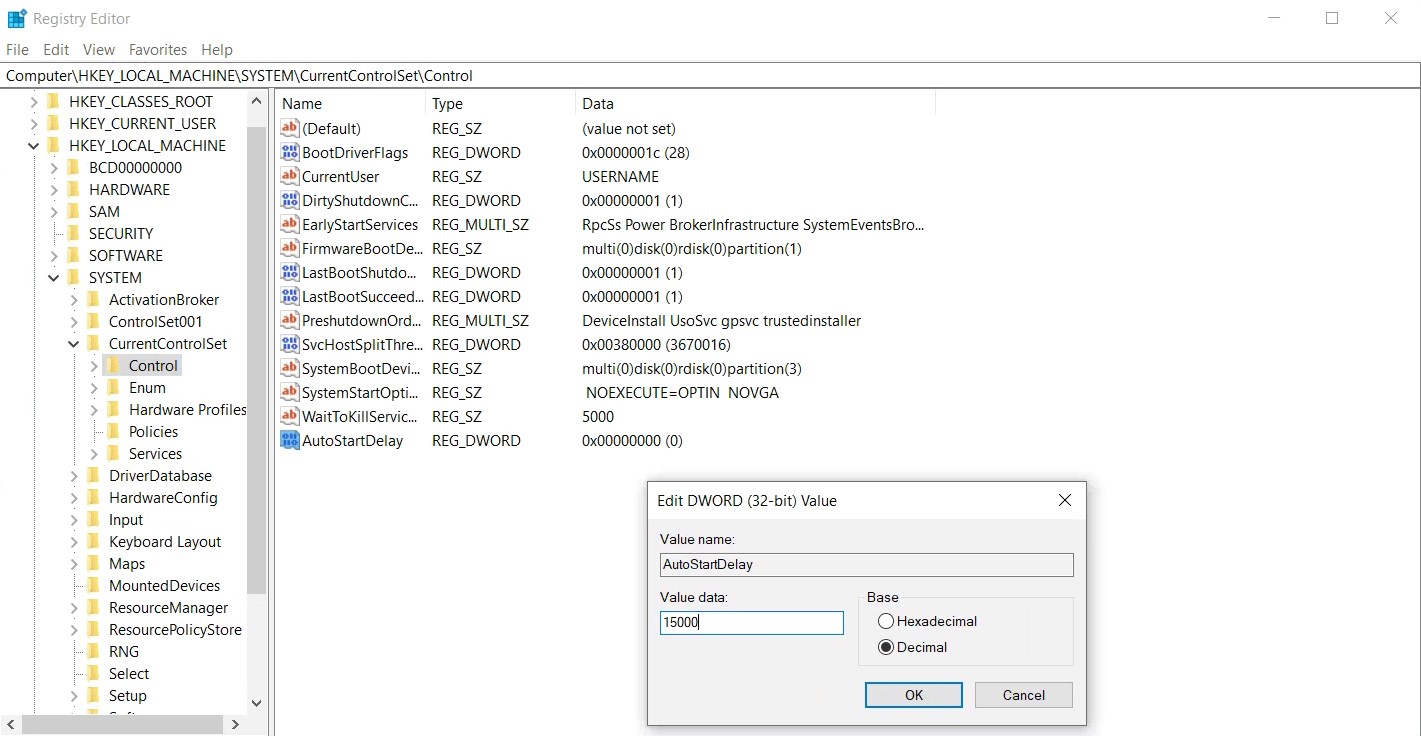 Registry Editor
File Edit View Favorites Help
Computer\HKEY_LOCAL_MACHINE\SYSTEM\CurrentControlSet\Control
HKEY_CLASSES_ROOT
HKEY_CURRENT_USER
HKEY_LOCAL_MACHINE
BCD00000000
HARDWARE
SAM
SECURITY
SOFTWARE
SYSTEM
ActivationBroker
ControlSet001
CurrentControlSet
Control
Enum
Hardware Profiles
Policies
Services
DriverDatabase
HardwareConfig
Input
Keyboard Layout
Maps
MountedDevices
ResourceManager
ResourcePolicyStore
RNG
Select
Setup
Name Type Data
(Default) REG_SZ (value not set)
BootDriverFlags REG_DWORD 0x0000001c (28)
CurrentUser REG_SZ USERNAME
DirtyShutdownC... REG_DWORD 0x00000001 (1)
EarlyStartServices REG_MULTI_SZ RpcSs Power BrokerInfrastructure SystemEventsBro...
FirmwareBootDe... REG_SZ multi(0)disk(0)rdisk(0)partition(1)
LastBootShutdo... REG_DWORD 0x00000001 (1)
LastBootSucceed... REG_DWORD 0x00000001 (1)
PreshutdownOrd... REG_MULTI_SZ DeviceInstall UsoSvc gpsvc trustedinstaller
SvcHostSplitThre... REG_DWORD 0x00380000 (3670016)
SystemBootDevi... REG_SZ multi(0)disk(0)rdisk(0)partition(3)
SystemStartOpti... REG_SZ NOEXECUTE=OPTIN NOVGA
WaitToKillServic... REG_SZ 5000
AutoStartDelay REG_DWORD 0x00000000 (0)
Edit DWORD (32-bit) Value
Value name:
AutoStartDelay
Value data:
15000
Base
Hexadecimal
Decimal
OK Cancel